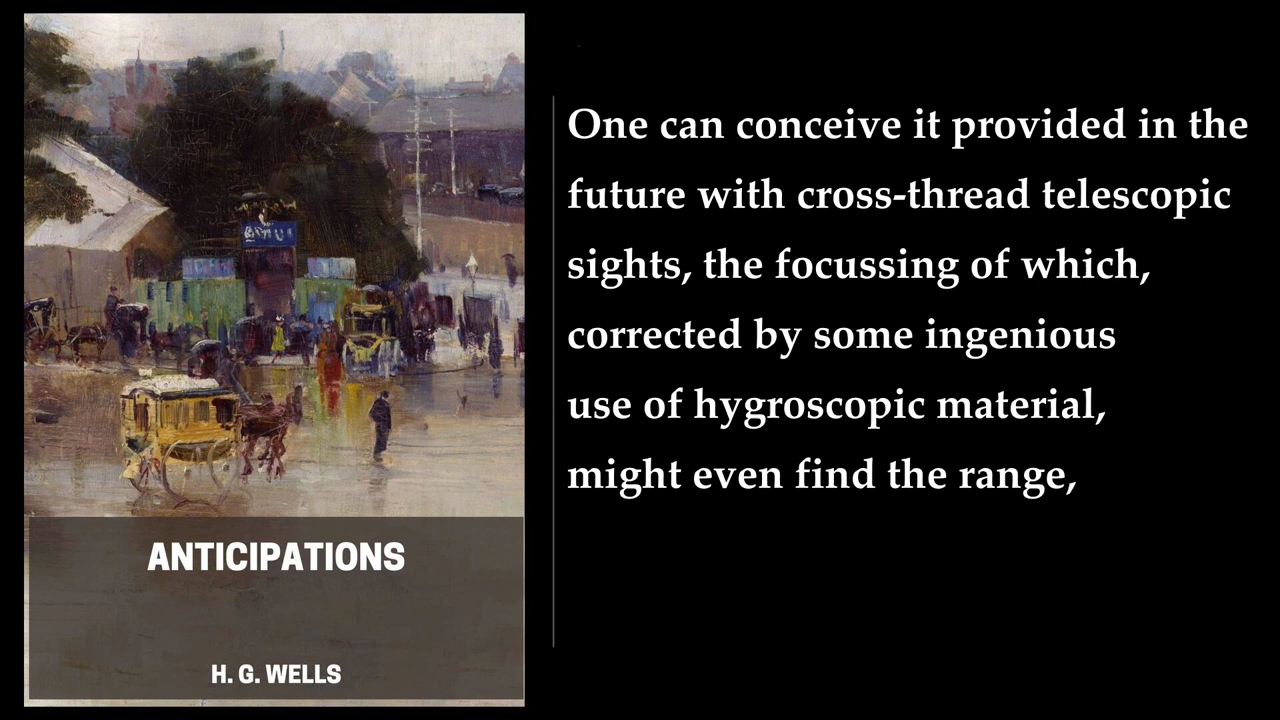 ANTICIPATIONS
H. G. WELLS
One can conceive it provided in the
future with cross-thread telescopic
sights, the focussing of which,
corrected by some ingenious
use of hygroscopic material,
might even find the range,